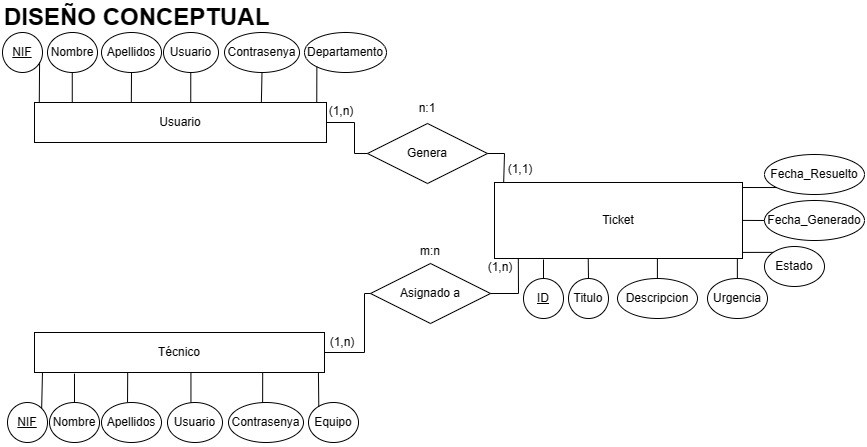 DISEÑO CONCEPTUAL
NIF
Nombre
Apellidos
Usuario
Contrasenya
Departamento
Usuario
(1,n)
n:1
Genera
(1,1)
Ticket
Fecha_Resuelto
Fecha_Generado
Estado
m:n
(1,n)
Asignado a
ID
Titulo
Descripcion
Urgencia
Técnico
(1,n)
NIF
Nombre
Apellidos
Usuario
Contrasenya
Equipo